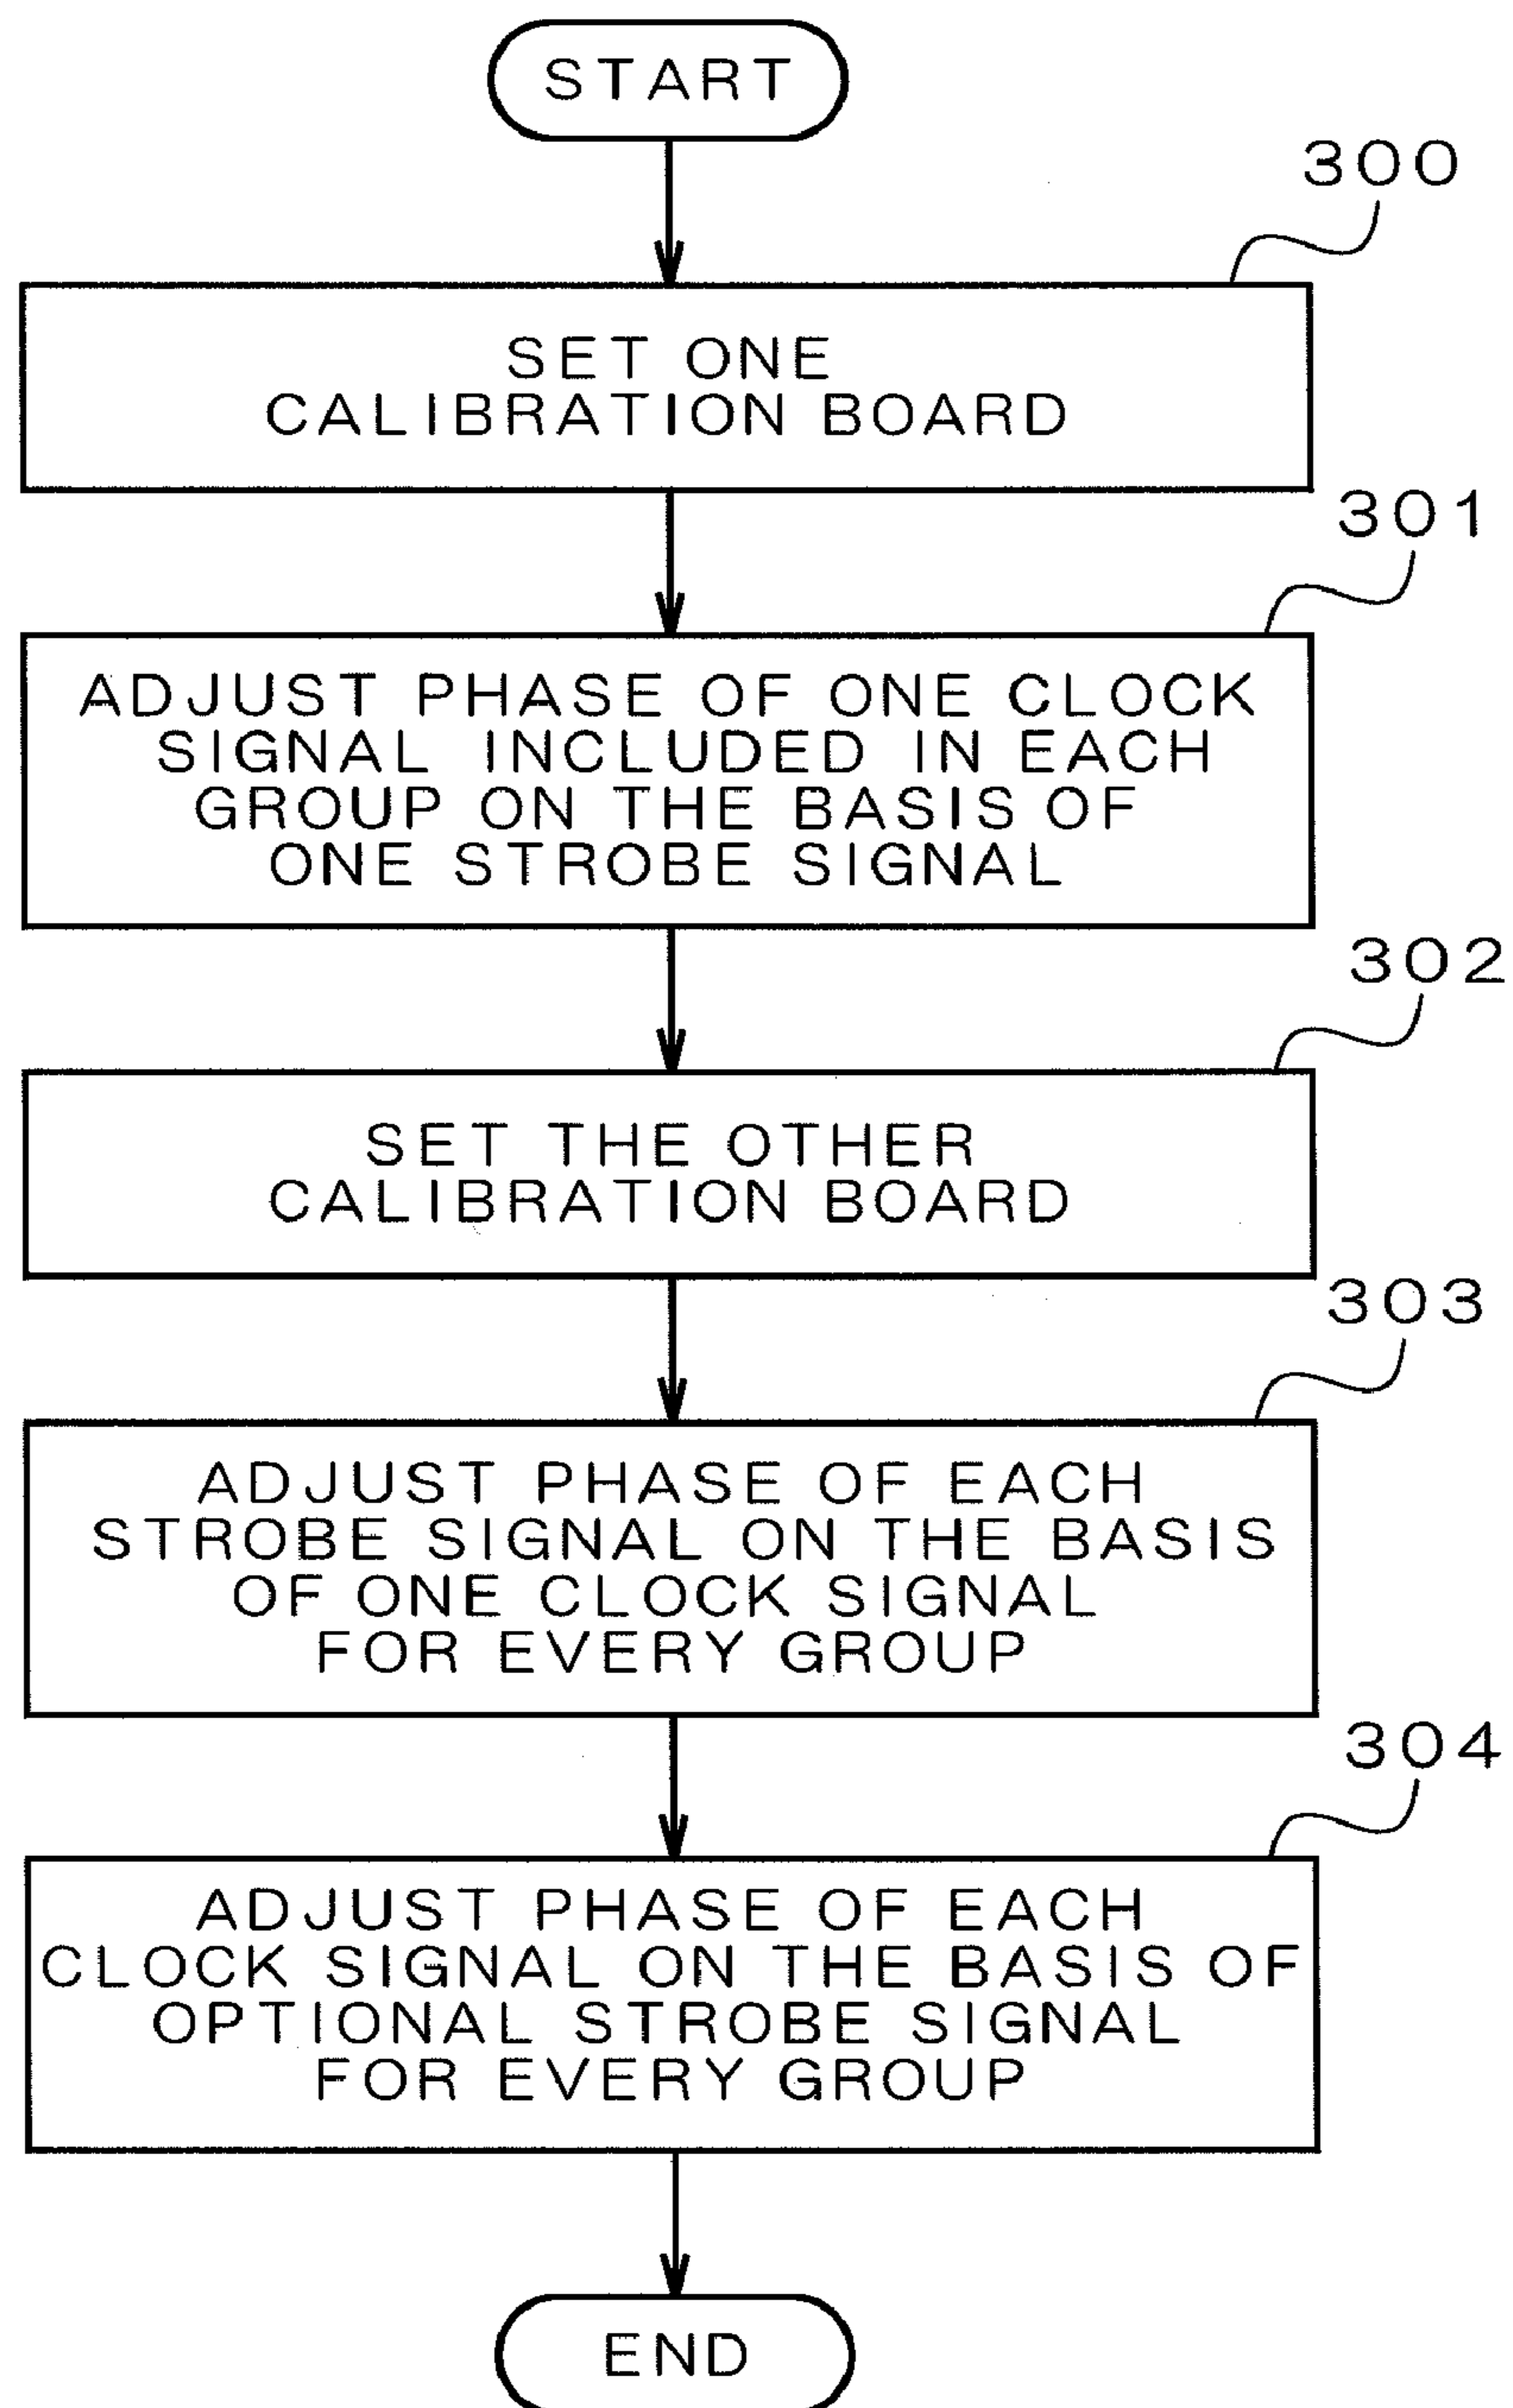 START
300
SET ONE
CALIBRATION BOARD
301
ADJUST PHASE OF ONE CLOCK
SIGNAL INCLUDED IN EACH
GROUP ON THE BASIS OF
ONE STROBE SIGNAL
302
SET THE OTHER
CALIBRATION BOARD
303
ADJUST PHASE OF EACH
STROBE SIGNAL ON THE BASIS
OF ONE CLOCK SIGNAL
FOR EVERY GROUP
304
ADJUST PHASE OF EACH
CLOCK SIGNAL ON THE BASIS OF
OPTIONAL STROBE SIGNAL
FOR EVERY GROUP
END